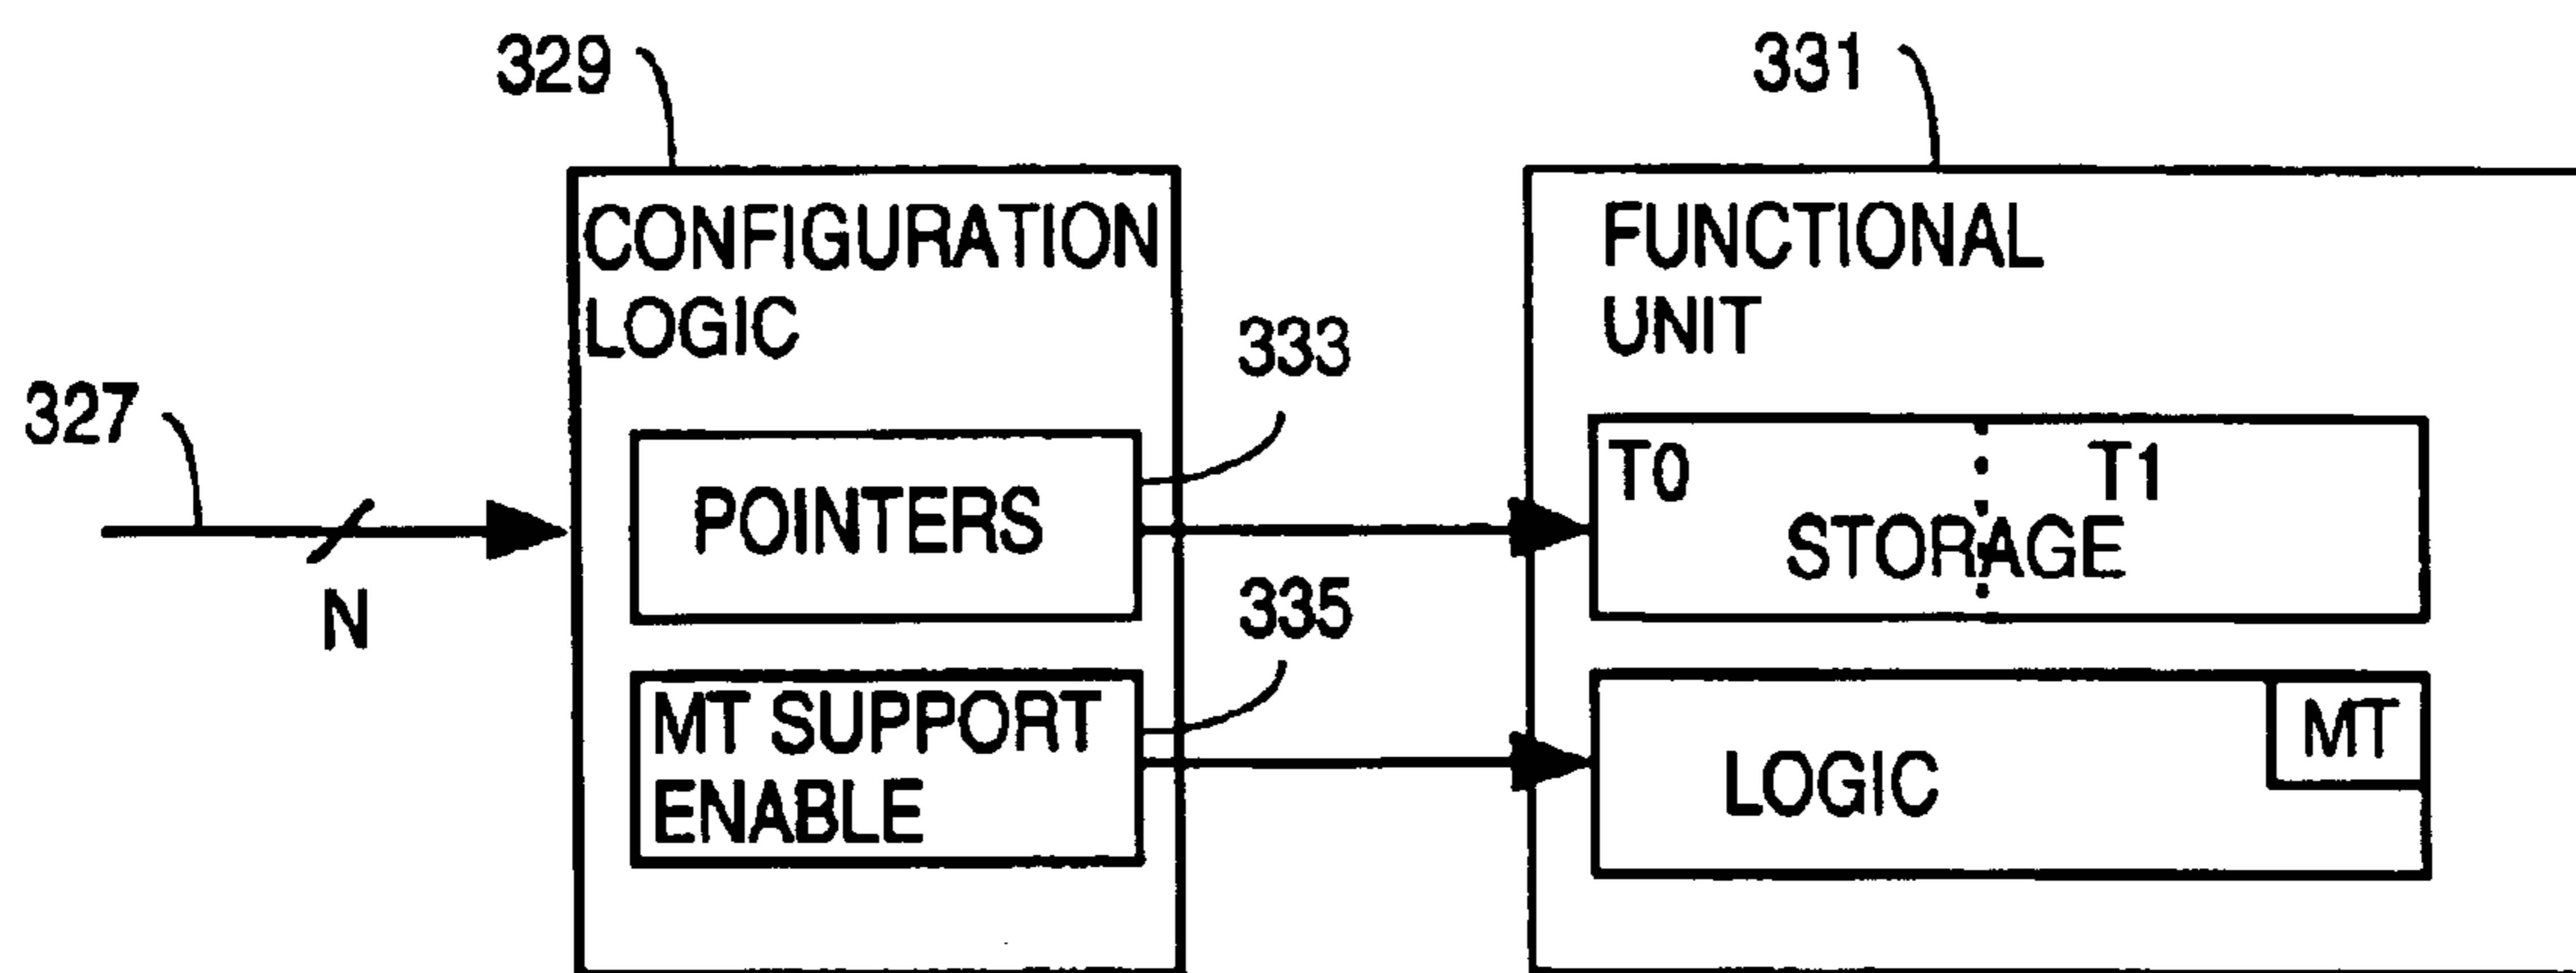 329
331
CONFIGURATION
LOGIC
FUNCTIONAL
UNIT
333
327
POINTERS
T0
T1
STORAGE
N
335
MT SUPPORT
ENABLE
LOGIC
MT